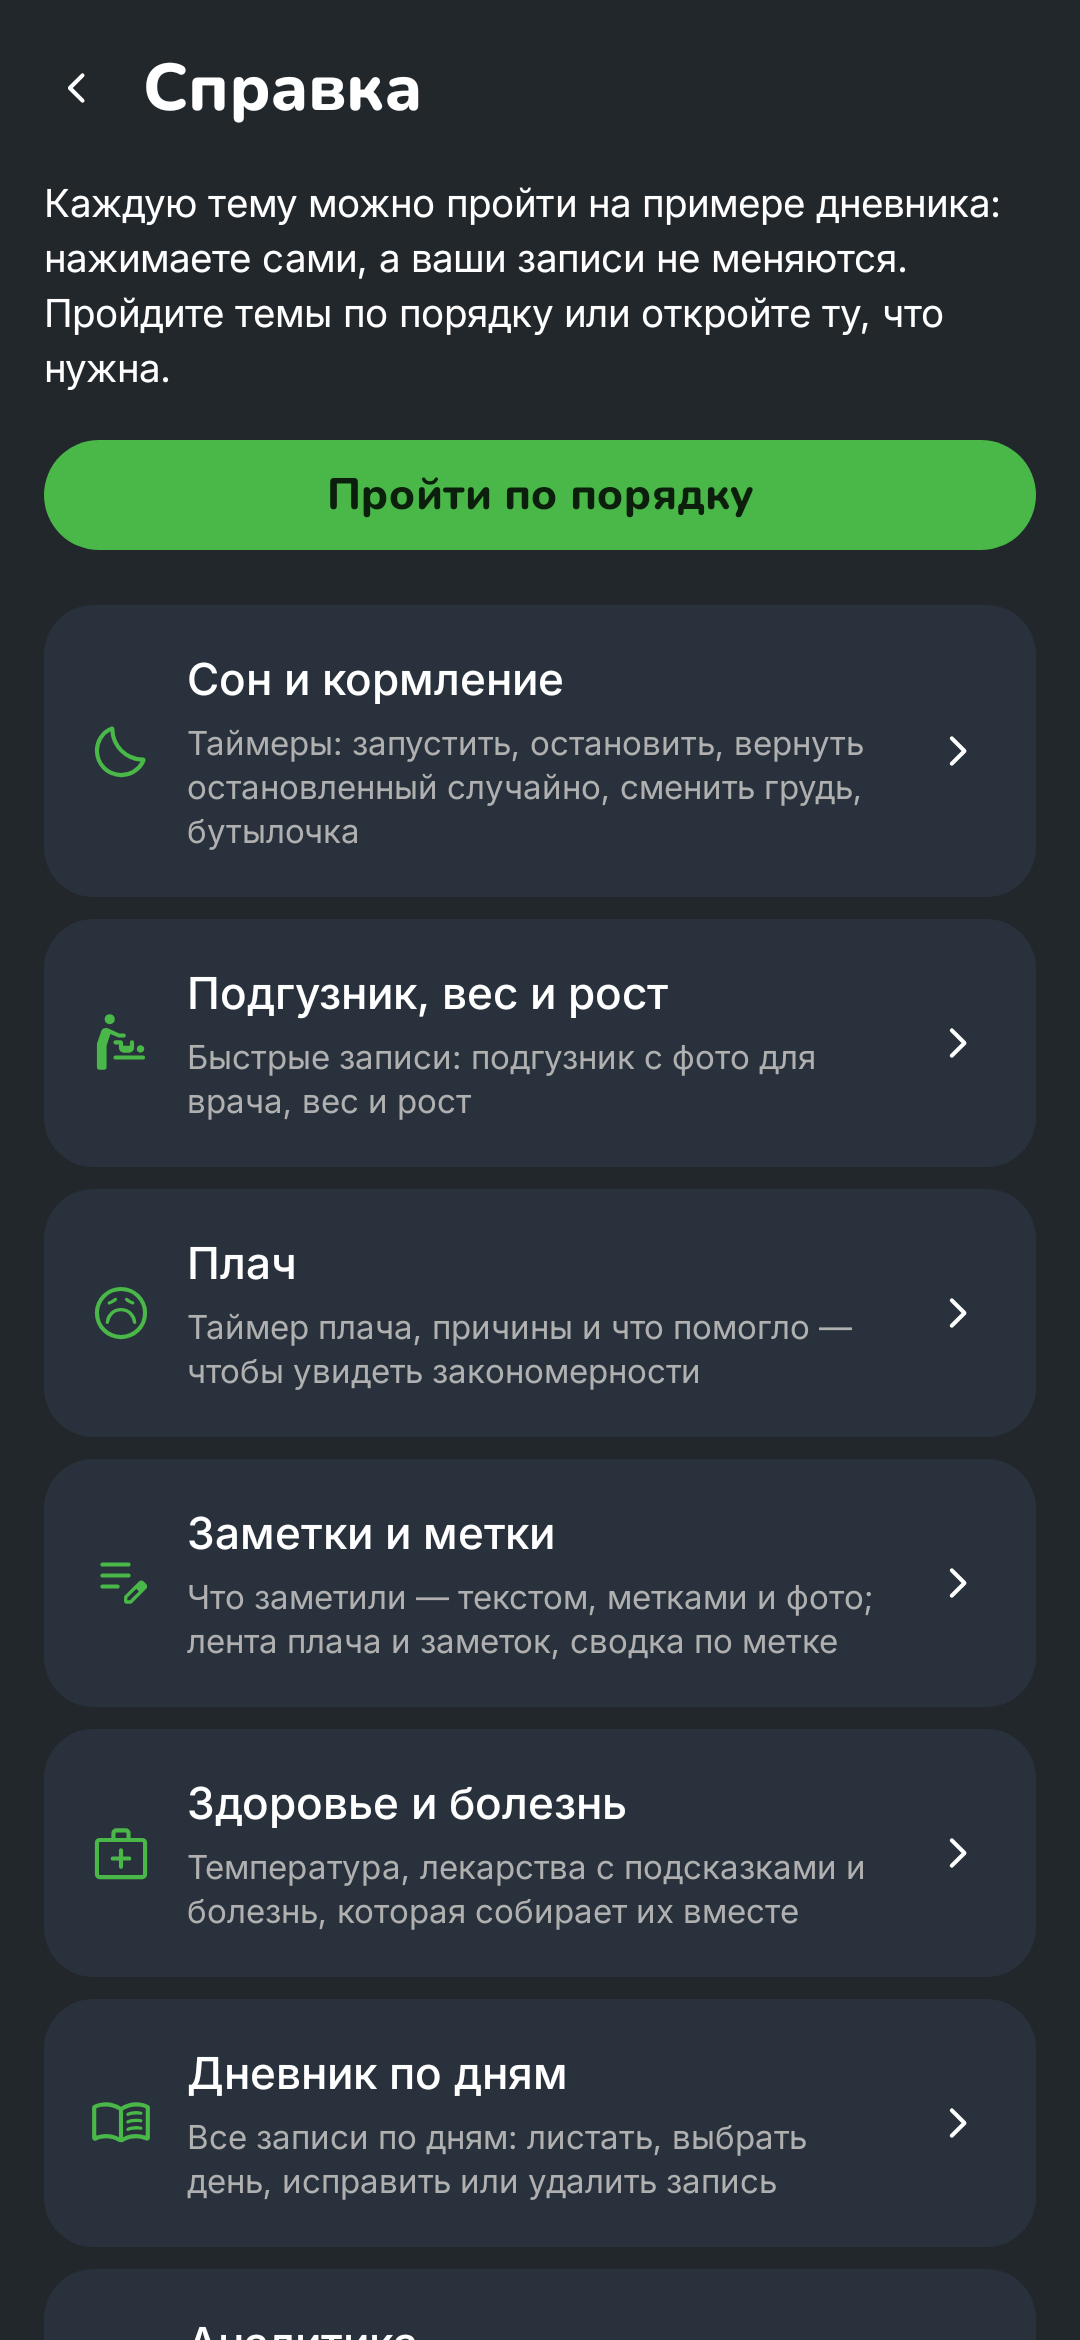 Справка
Каждую тему можно пройти на примере дневника:
нажимаете сами, а ваши записи не меняются.
Пройдите темы по порядку или откройте ту, что
нужна.
Пройти по порядку
Сон и кормление
Таймеры: запустить, остановить, вернуть
остановленный случайно, сменить грудь,
бутылочка
Подгузник, вес и рост
Быстрые записи: подгузник с фото для
врача, вес и рост
Плач
Таймер плача, причины и что помогло —
чтобы увидеть закономерности
Заметки и метки
Что заметили — текстом, метками и фото;
лента плача и заметок, сводка по метке
Здоровье и болезнь
Температура, лекарства с подсказками и
болезнь, которая собирает их вместе
Дневник по дням
Все записи по дням: листать, выбрать
день, исправить или удалить запись
Аналитика